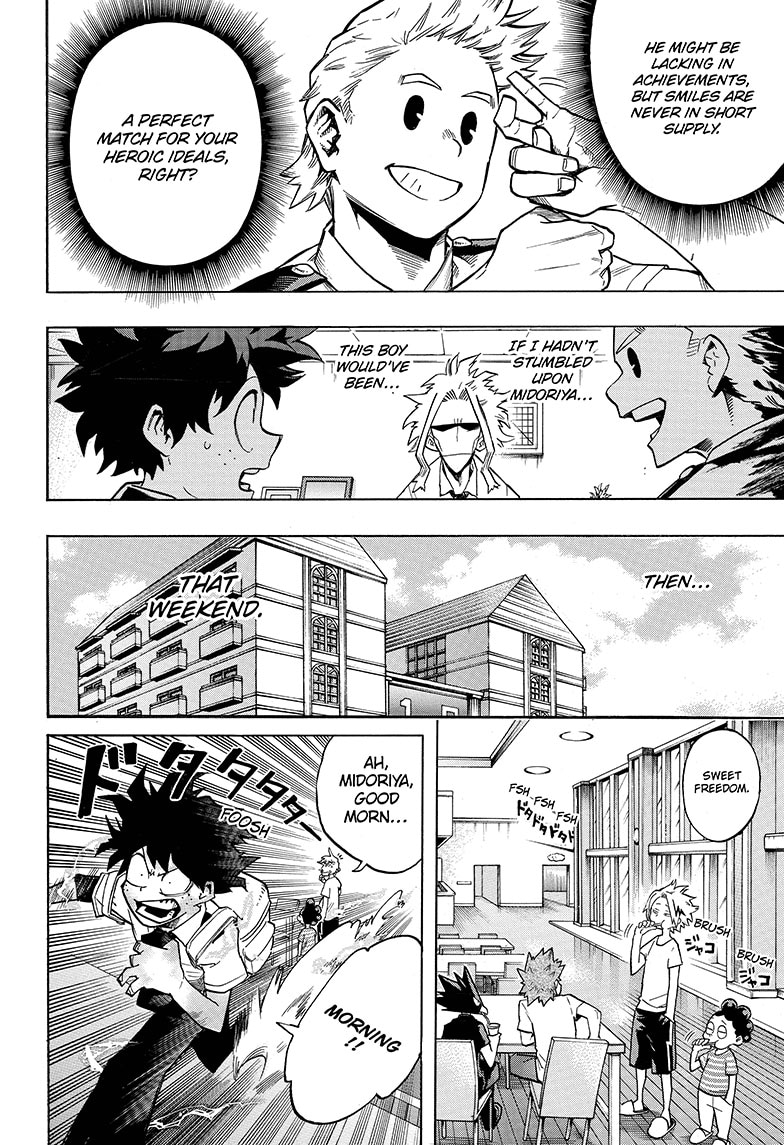 HE MIGHT BE
LACKING IN
ACHIEVEMENTS,
BUT SMILES ARE
NEVER IN SHORT
SUPPLY.
A PERFECT
MATCH FOR YOUR
HEROIC IDEALS,
RIGHT?
IF I HADN'T
STUMBLED
UPON
MIDORIYA...
THIS BOY
WOULD'VE
BEEN...
THEN...
THAT
WEEKEND.
SWEET
FREEDOM.
FSH
FSH
FSH
ドタドタドタ
BRUSH
ジャコ
BRUSH
ジャコ
AH,
MIDORIYA,
GOOD
MORN...
ドタタタタ
FOOSH
MORNING
!!